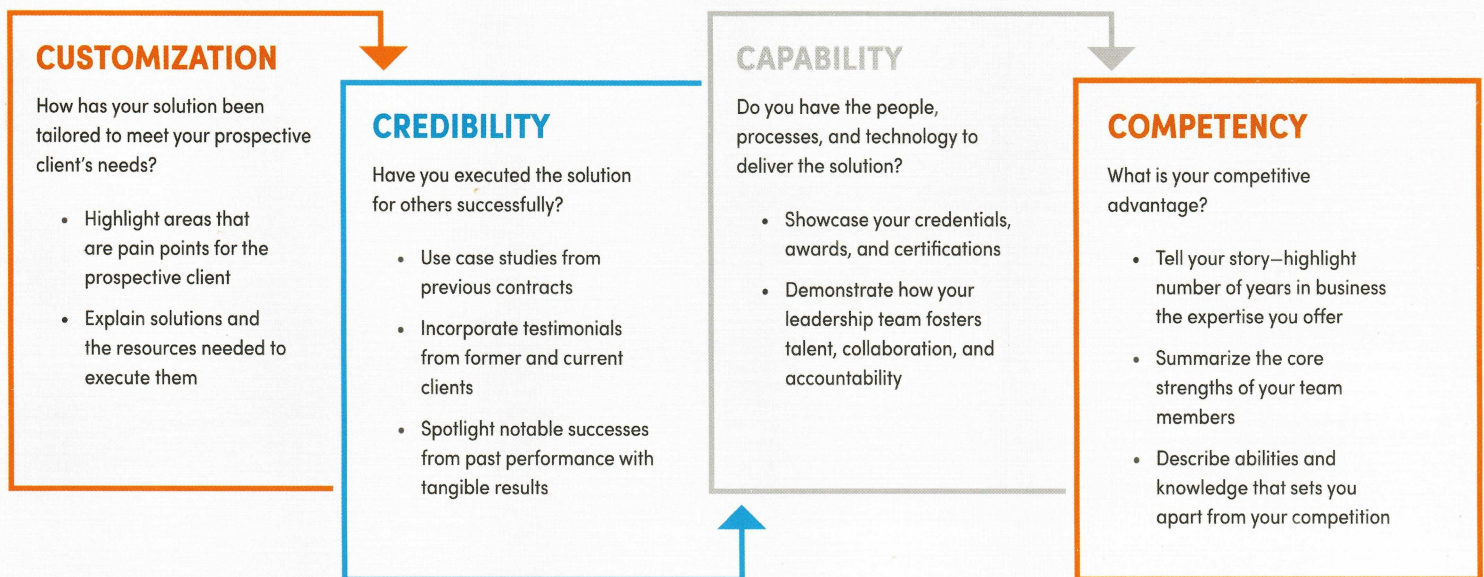 CUSTOMIZATION
How has your solution been
tailored to meet your prospective
client's needs?
• Highlight areas that
are pain points for the
prospective client
• Explain solutions and
the resources needed to
execute them
CREDIBILITY
Have you executed the solution
for others successfully?
• Use case studies from
previous contracts
• Incorporate testimonials
from former and current
clients
• Spotlight notable successes
from past performance with
tangible results
CAPABILITY
Do you have the people,
processes, and technology to
deliver the solution?
• Showcase your credentials,
awards, and certifications
• Demonstrate how your
leadership team fosters
talent, collaboration, and
accountability
COMPETENCY
What is your competitive
advantage?
• Tell your story—highlight
number of years in business
the expertise you offer
• Summarize the core
strengths of your team
members
• Describe abilities and
knowledge that sets you
apart from your competition